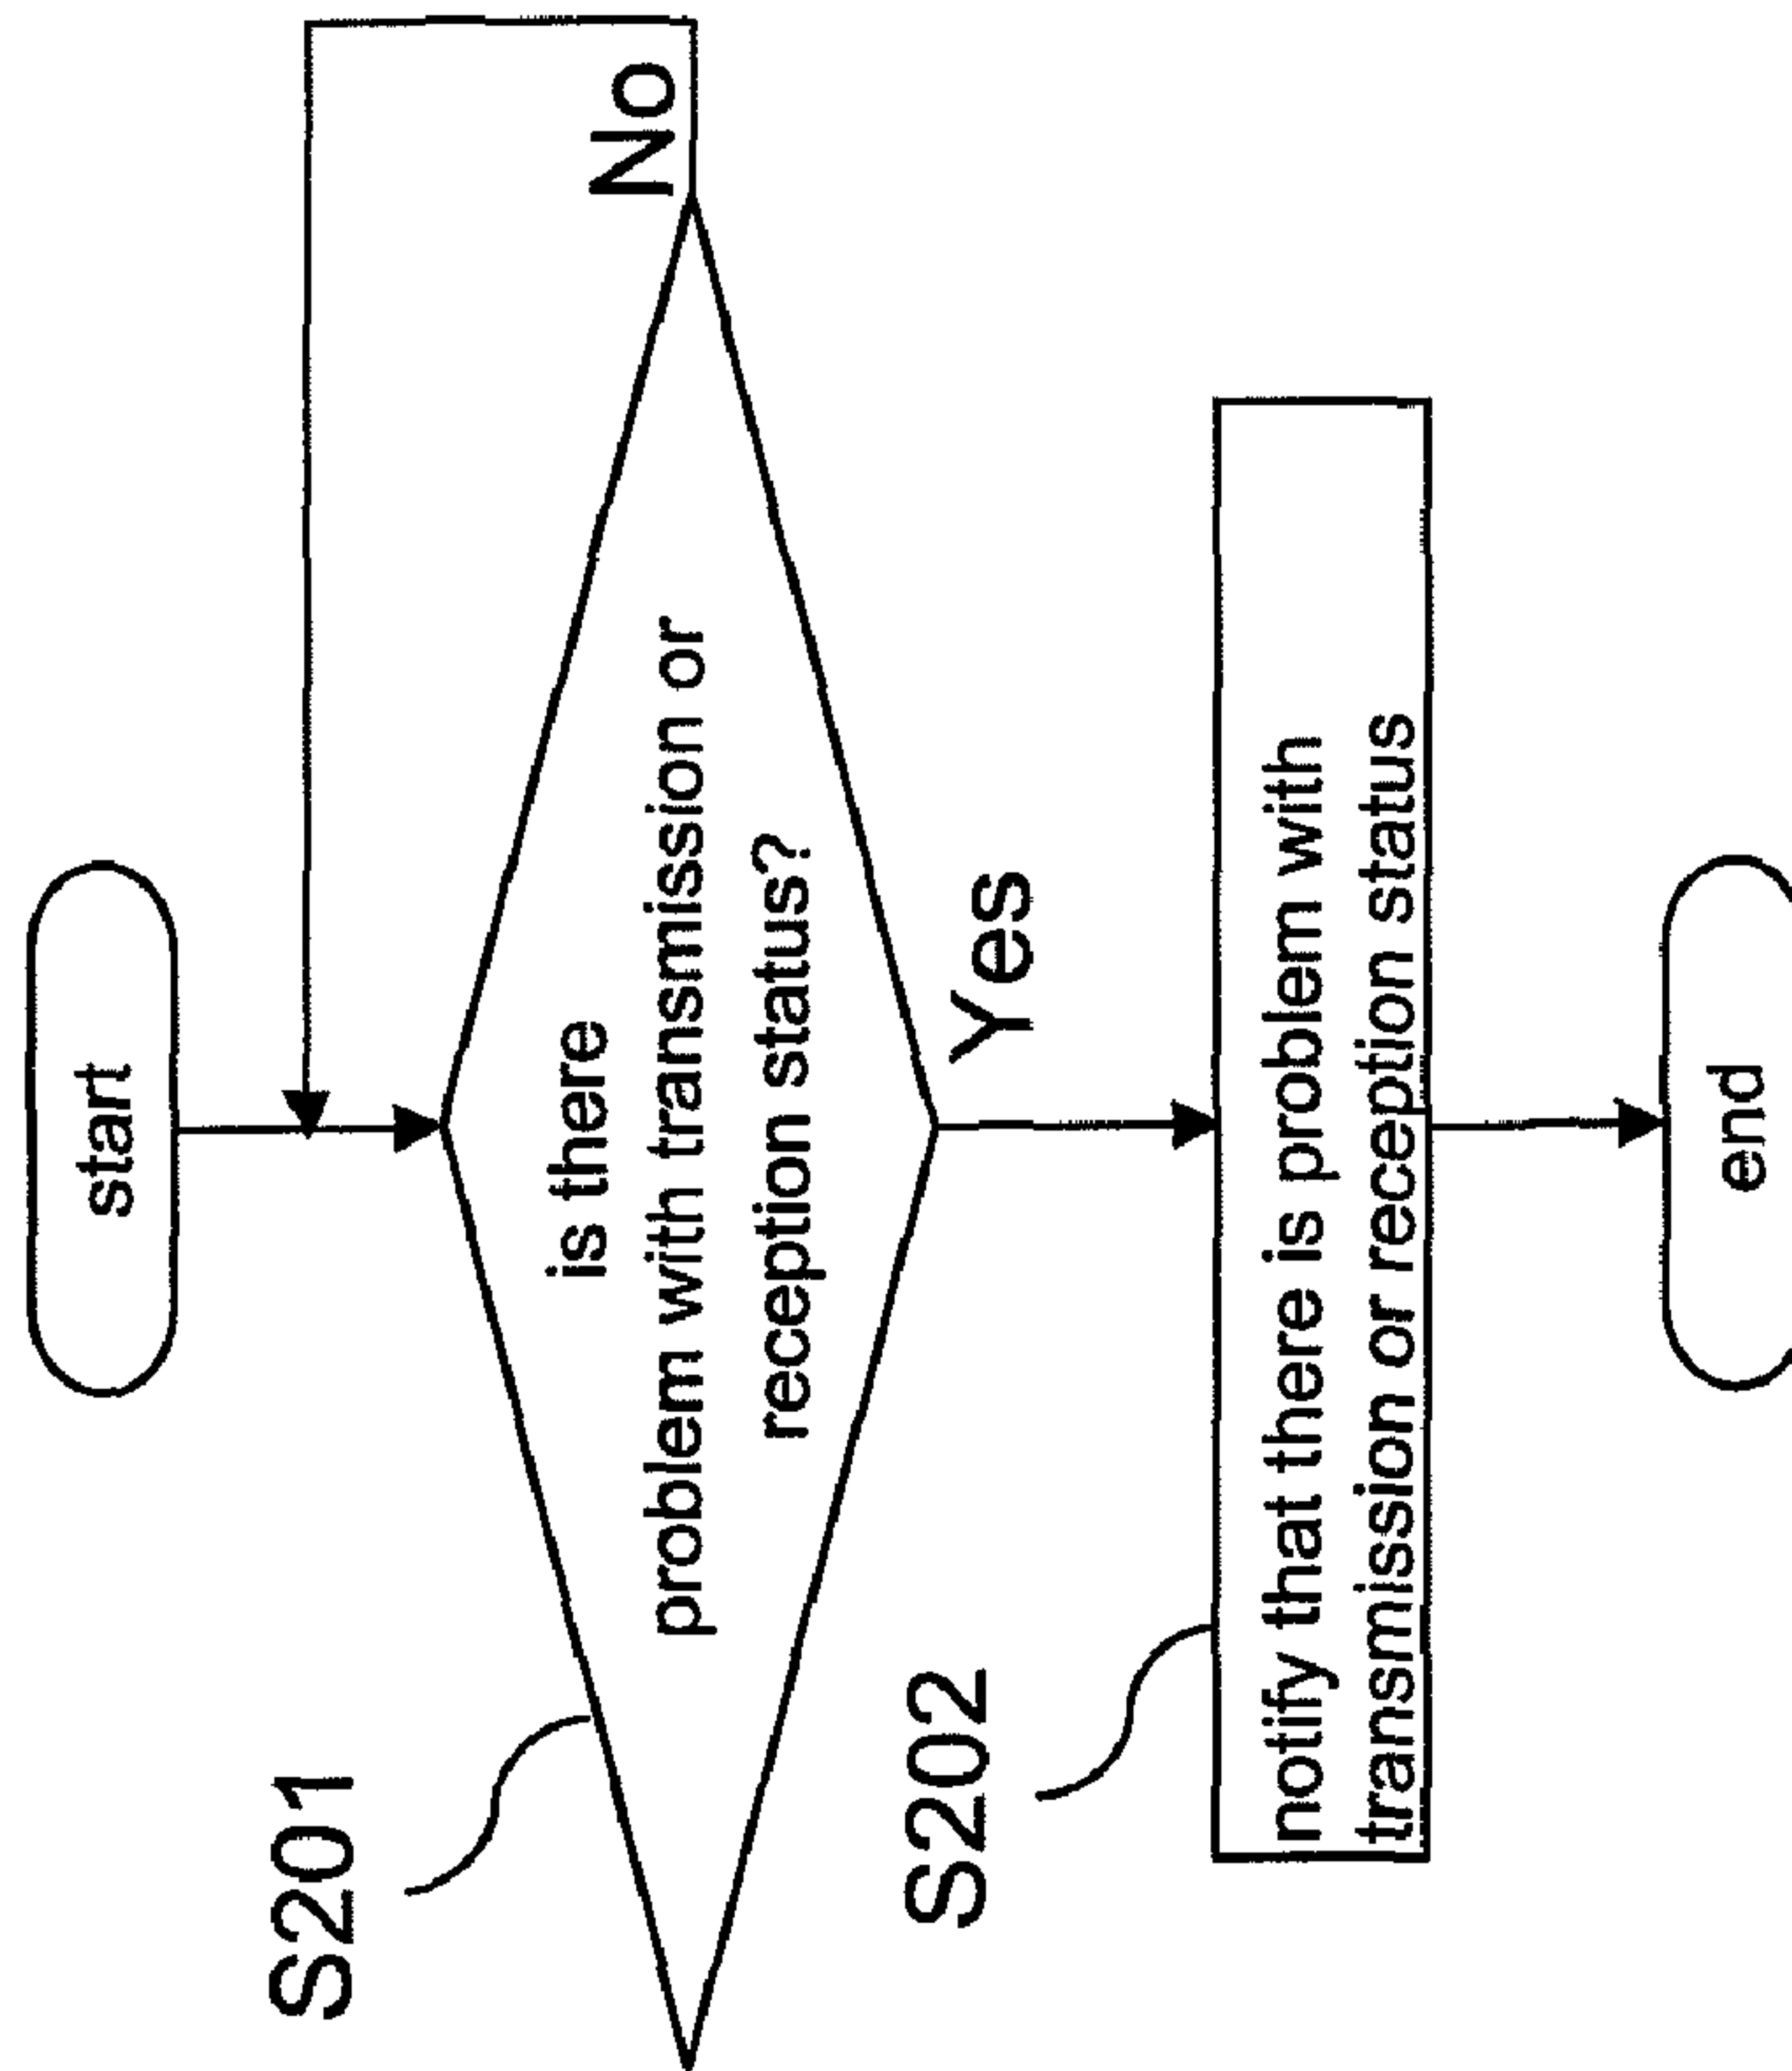 start
S201
is there
problem with transmission or
reception status?
No
Yes
S202
notify that there is problem with
transmission or reception status
end